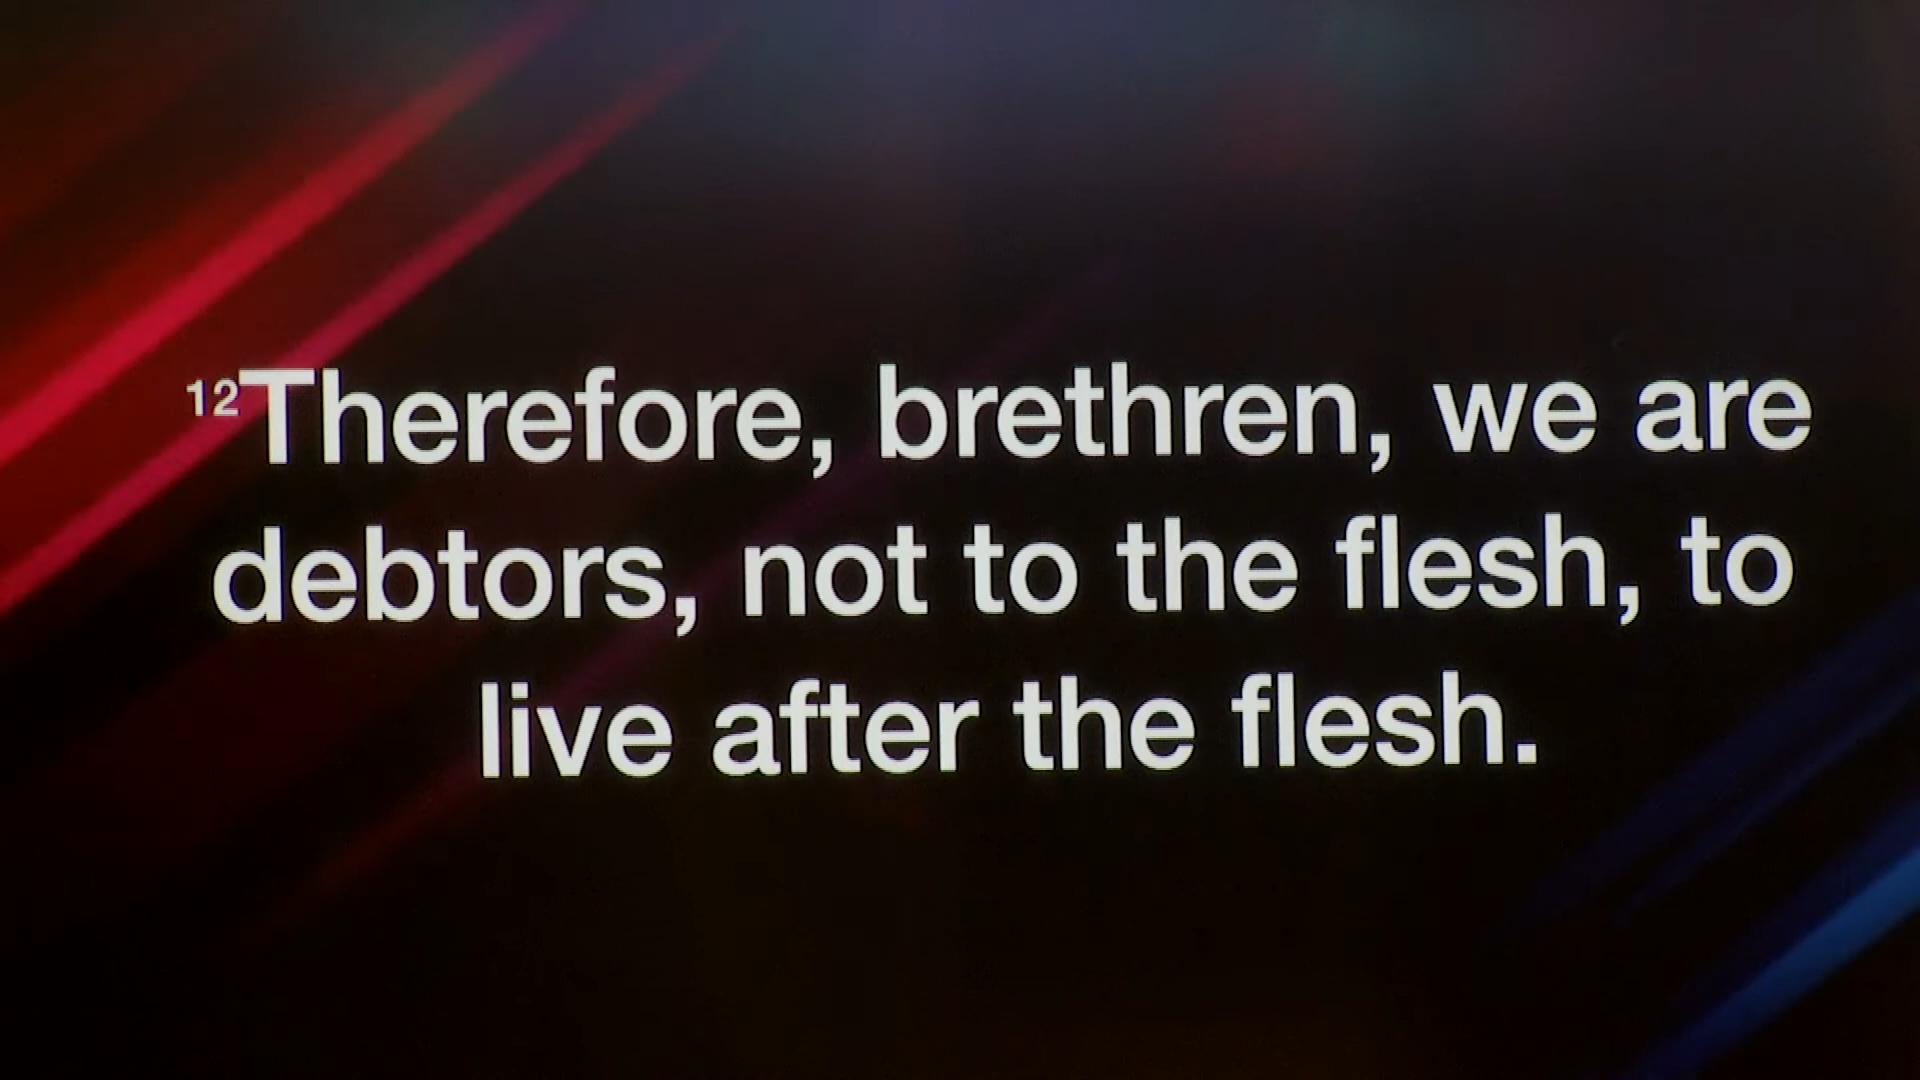 12Therefore, brethren, we are
debtors, not to the flesh, to
live after the flesh.